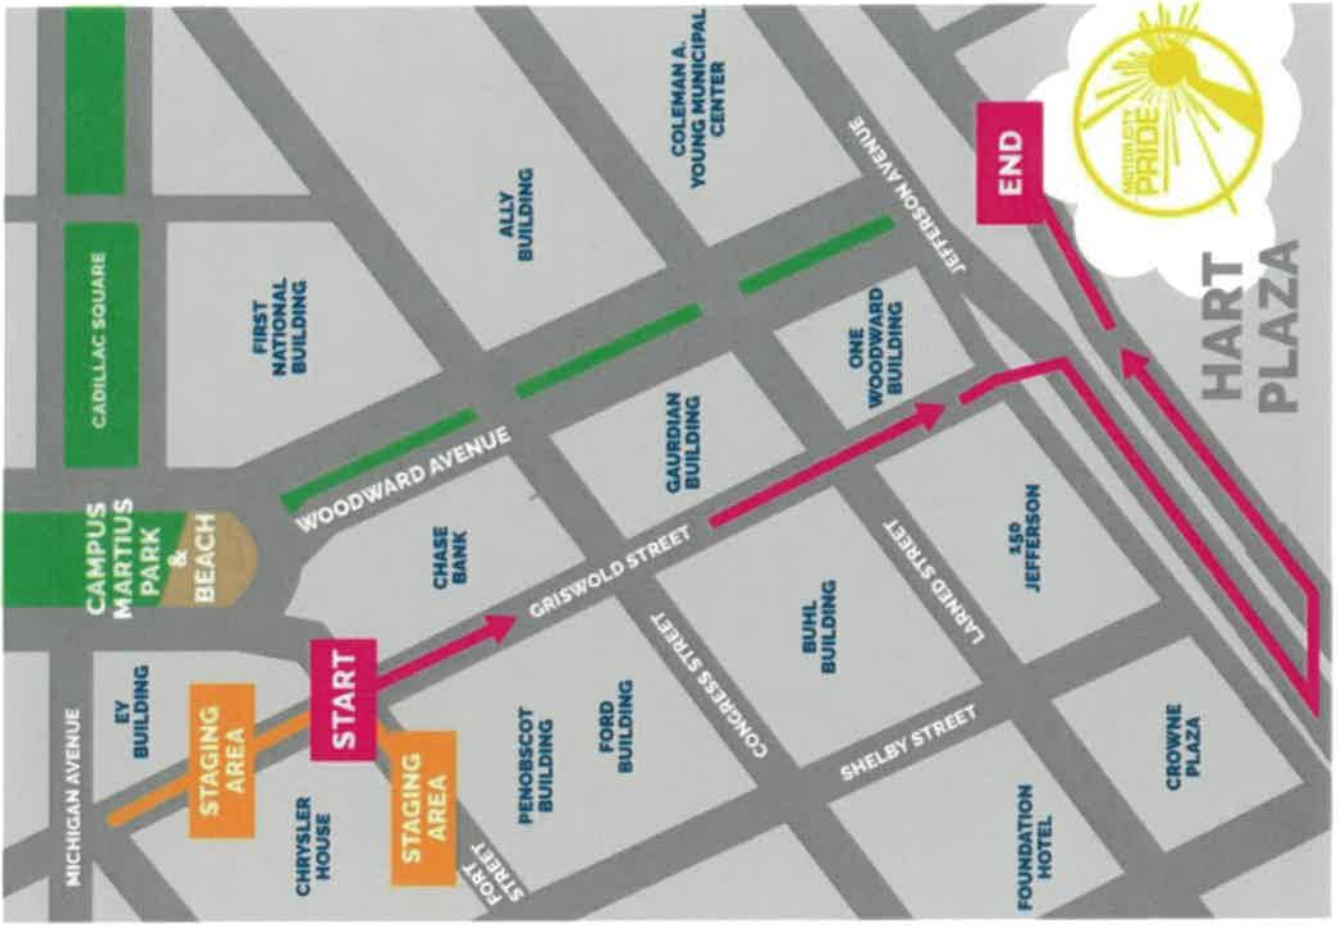 MICHIGAN AVENUE
CAMPUS
MARTIUS
PARK
&
BEACH
CADILLAC SQUARE
EY
BUILDING
STAGING
AREA
FIRST
NATIONAL
BUILDING
CHRYSLER
HOUSE
START
WOODWARD AVENUE
STAGING
AREA
CHASE
BANK
FORT
STREET
ALLY
BUILDING
PENOBSCOT
BUILDING
GRISWOLD STREET
FORD
BUILDING
GAURDIAN
BUILDING
COLEMAN A.
YOUNG MUNICIPAL
CENTER
CONGRESS STREET
BUHL
BUILDING
ONE
WOODWARD
BUILDING
JEFFERSON AVENUE
SHELBY STREET
LARNED STREET
150
JEFFERSON
END
FOUNDATION
HOTEL
MOTOR CITY
PRIDE
CROWNE
PLAZA
HART
PLAZA